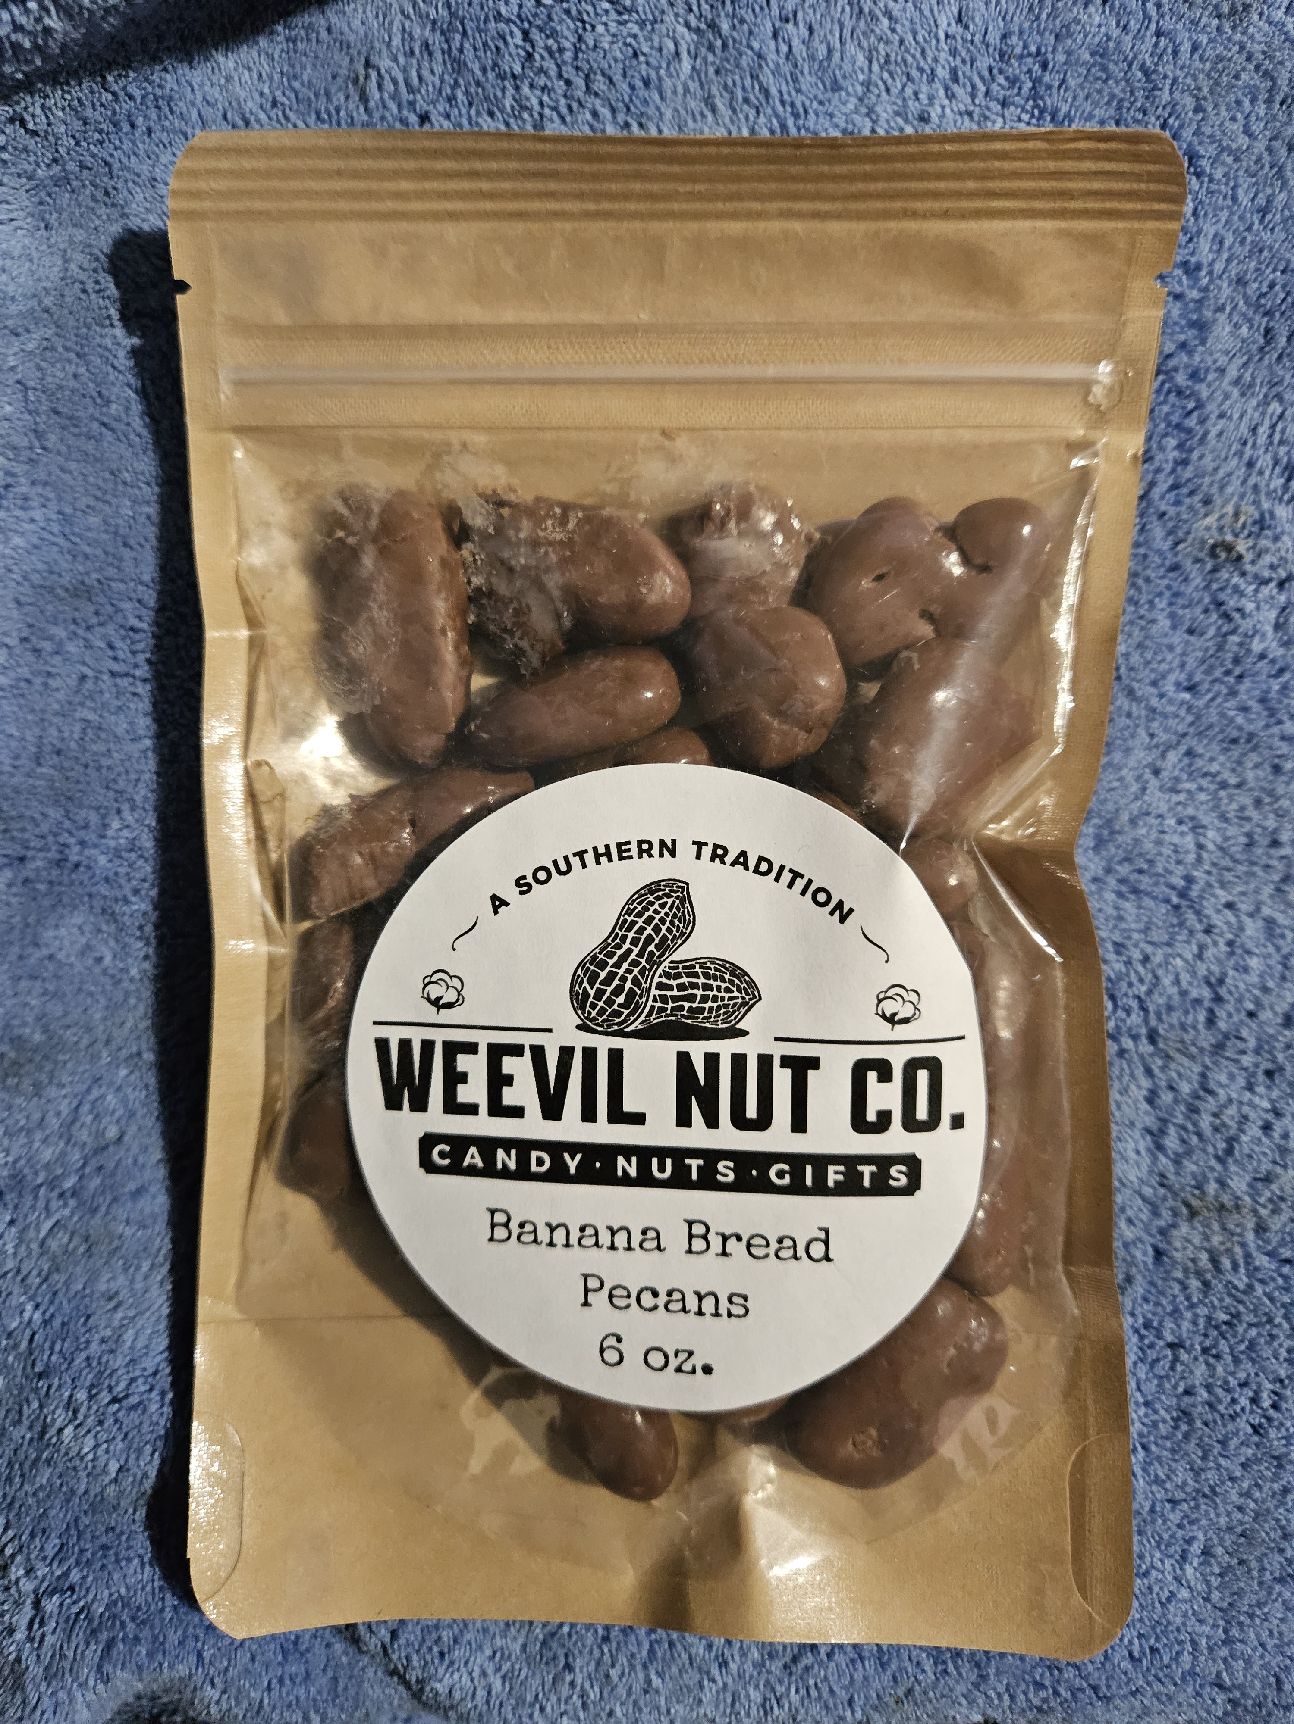 A SOUTHERN TRADITION
WEEVIL NUT CO.
CANDY·NUTS·GIFTS
Banana Bread
Pecans
6 oz.